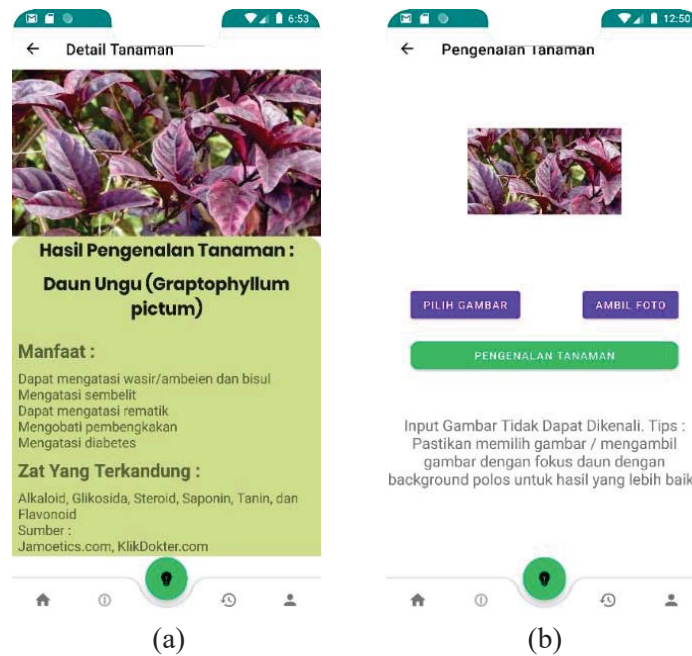 6:53
Detail Tanaman
Hasil Pengenalan Tanaman :
Daun Ungu (Graptophyllum
pictum)
Manfaat :
Dapat mengatasi wasir/ambeien dan bisul
Mengatasi sembelit
Dapat mengatasi rematik
Mengobati pembengkakan
Mengatasi diabetes
Zat Yang Terkandung :
Alkaloid, Glikosida, Steroid, Saponin, Tanin, dan
Flavonoid
Sumber :
Jamoetics.com, KlikDokter.com
(a)
12:50
Pengenalan Tanaman
PILIH GAMBAR
AMBIL FOTO
PENGENALAN TANAMAN
Input Gambar Tidak Dapat Dikenali. Tips :
Pastikan memilih gambar / mengambil
gambar dengan fokus daun dengan
background polos untuk hasil yang lebih baik
(b)